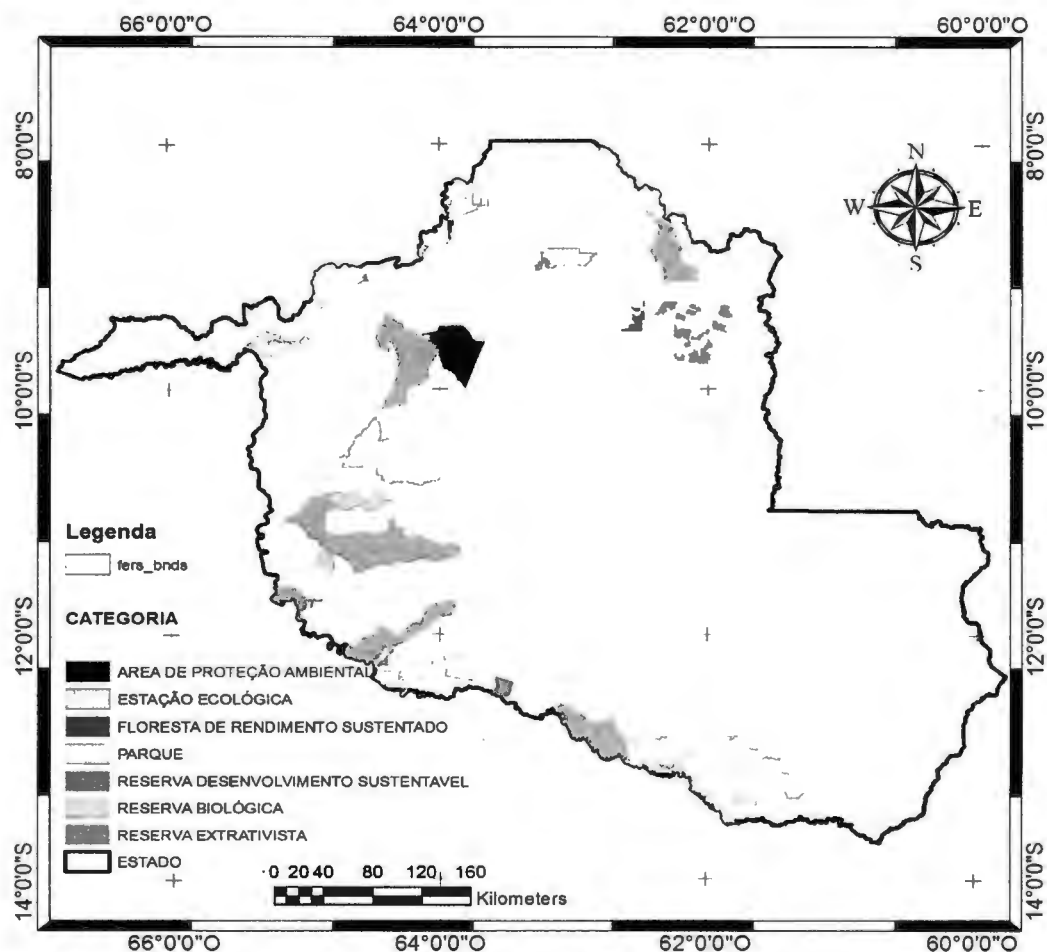 66°0'0"O 64°0'0"O 62°0'0"O 60°0'0"O
8°0'0"S
8°0'0"S
N
W E
S
10°0'0"S
10°0'0"S
Legenda
fers_bnds
CATEGORIA
12°0'0"S
12°0'0"S
AREA DE PROTEÇÃO AMBIENTAL
ESTAÇÃO ECOLÓGICA
FLORESTA DE RENDIMENTO SUSTENTADO
PARQUE
RESERVA DESENVOLVIMENTO SUSTENTAVEL
RESERVA BIOLÓGICA
RESERVA EXTRATIVISTA
ESTADO
14°0'0"S
14°0'0"S
0 20 40 80 120 160
Kilometers
66°0'0"O 64°0'0"O 62°0'0"O 60°0'0"O